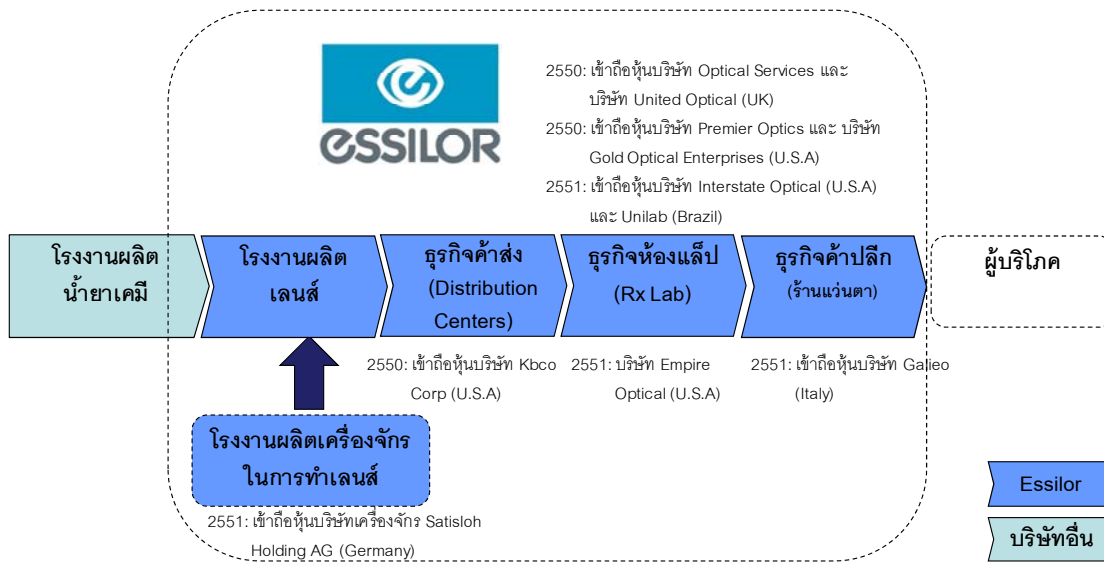 essilor
2550: เข้าถือหุ้นบริษัท Optical Services และ
บริษัท United Optical (UK)
2550: เข้าถือหุ้นบริษัท Premier Optics และ บริษัท
Gold Optical Enterprises (U.S.A)
2551: เข้าถือหุ้นบริษัท Interstate Optical (U.S.A)
และ Unilab (Brazil)
โรงงานผลิต
น้ำยาเคมี
โรงงานผลิต
เลนส์
ธุรกิจค้าส่ง
(Distribution
Centers)
ธุรกิจห้องแล็ป
(Rx Lab)
ธุรกิจค้าปลีก
(ร้านแว่นตา)
ผู้บริโภค
2550: เข้าถือหุ้นบริษัท Kbco
Corp (U.S.A)
2551: บริษัท Empire
Optical (U.S.A)
2551: เข้าถือหุ้นบริษัท Galieo
(Italy)
โรงงานผลิตเครื่องจักร
ในการทำเลนส์
2551: เข้าถือหุ้นบริษัทเครื่องจักร Satisloh
Holding AG (Germany)
Essilor
บริษัทอื่น